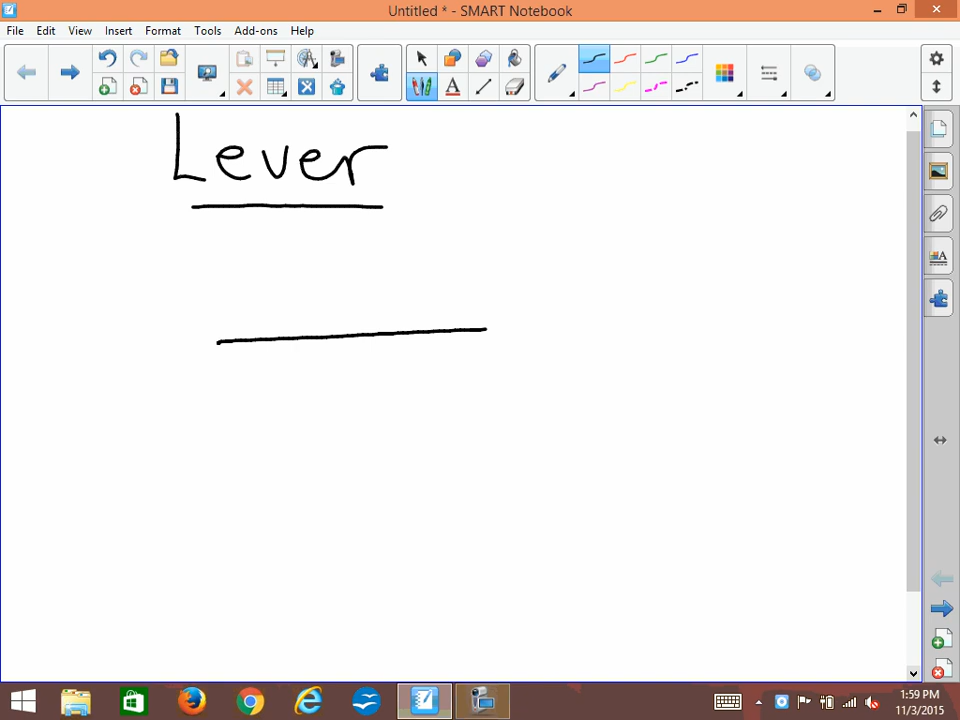 Untitled * - SMART Notebook
File Edit View Insert Format Tools Add-ons Help
Lever
1:59 PM
11/3/2015